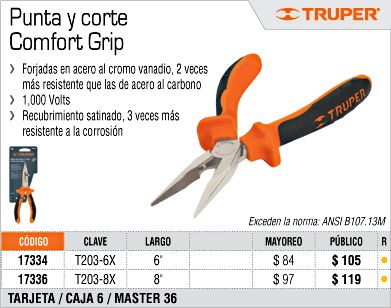 Punta y corte
Comfort Grip
TRUPER®
› Forjadas en acero al cromo vanadio, 2 veces
más resistente que las de acero al carbono
› 1,000 Volts
› Recubrimiento satinado, 3 veces más
resistente a la corrosión
TRUPER
TRUPER
Exceden la norma: ANSI B107.13M
CÓDIGO CLAVE LARGO MAYOREO PÚBLICO R
17334 T203-6X 6" $ 84 $ 105
17336 T203-8X 8" $ 97 $ 119
TARJETA / CAJA 6 / MASTER 36